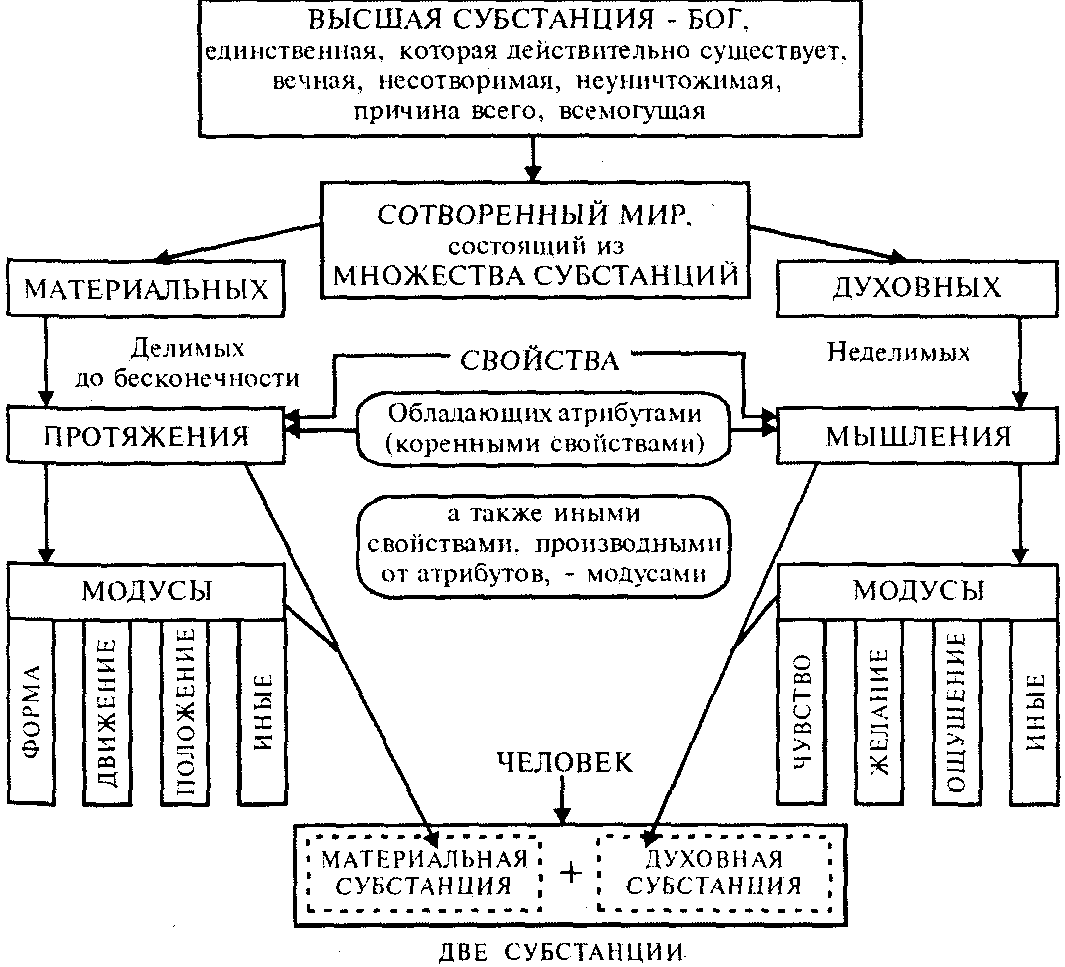 ВЫСШАЯ СУБСТАНЦИЯ - БОГ,
единственная, которая действительно существует,
вечная, несотворимая, неуничтожимая,
причина всего, всемогущая
СОТВОРЕННЫЙ МИР,
состоящий из
МНОЖЕСТВА СУБСТАНЦИЙ
МАТЕРИАЛЬНЫХ
ДУХОВНЫХ
Делимых
до бесконечности
СВОЙСТВА
Неделимых
ПРОТЯЖЕНИЯ
Обладающих атрибутами
(коренными свойствами)
МЫШЛЕНИЯ
а также иными
свойствами, производными
от атрибутов, - модусами
МОДУСЫ
ФОРМА
ДВИЖЕНИЕ
ПОЛОЖЕНИЕ
ИНЫЕ
МОДУСЫ
ЧУВСТВО
ЖЕЛАНИЕ
ОЩУЩЕНИЕ
ИНЫЕ
ЧЕЛОВЕК
МАТЕРИАЛЬНАЯ
СУБСТАНЦИЯ
+
ДУХОВНАЯ
СУБСТАНЦИЯ
ДВЕ СУБСТАНЦИИ